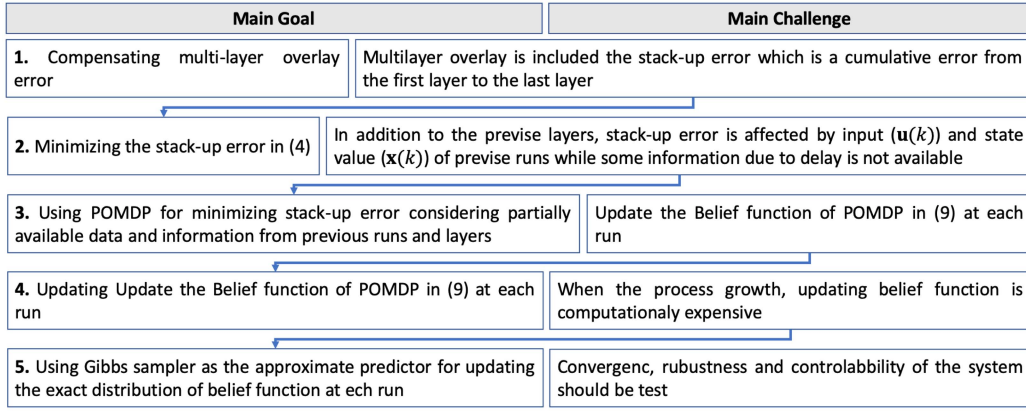 Main Goal
Main Challenge
1. Compensating multi-layer overlay
error
Multilayer overlay is included the stack-up error which is a cumulative error from
the first layer to the last layer
2. Minimizing the stack-up error in (4)
In addition to the previse layers, stack-up error is affected by input (u(k)) and state
value (x(k)) of previse runs while some information due to delay is not available
3. Using POMDP for minimizing stack-up error considering partially
available data and information from previous runs and layers
Update the Belief function of POMDP in (9) at each
run
4. Updating Update the Belief function of POMDP in (9) at each
run
When the process growth, updating belief function is
computationaly expensive
5. Using Gibbs sampler as the approximate predictor for updating
the exact distribution of belief function at ech run
Convergenc, rubustness and controlabbility of the system
should be test